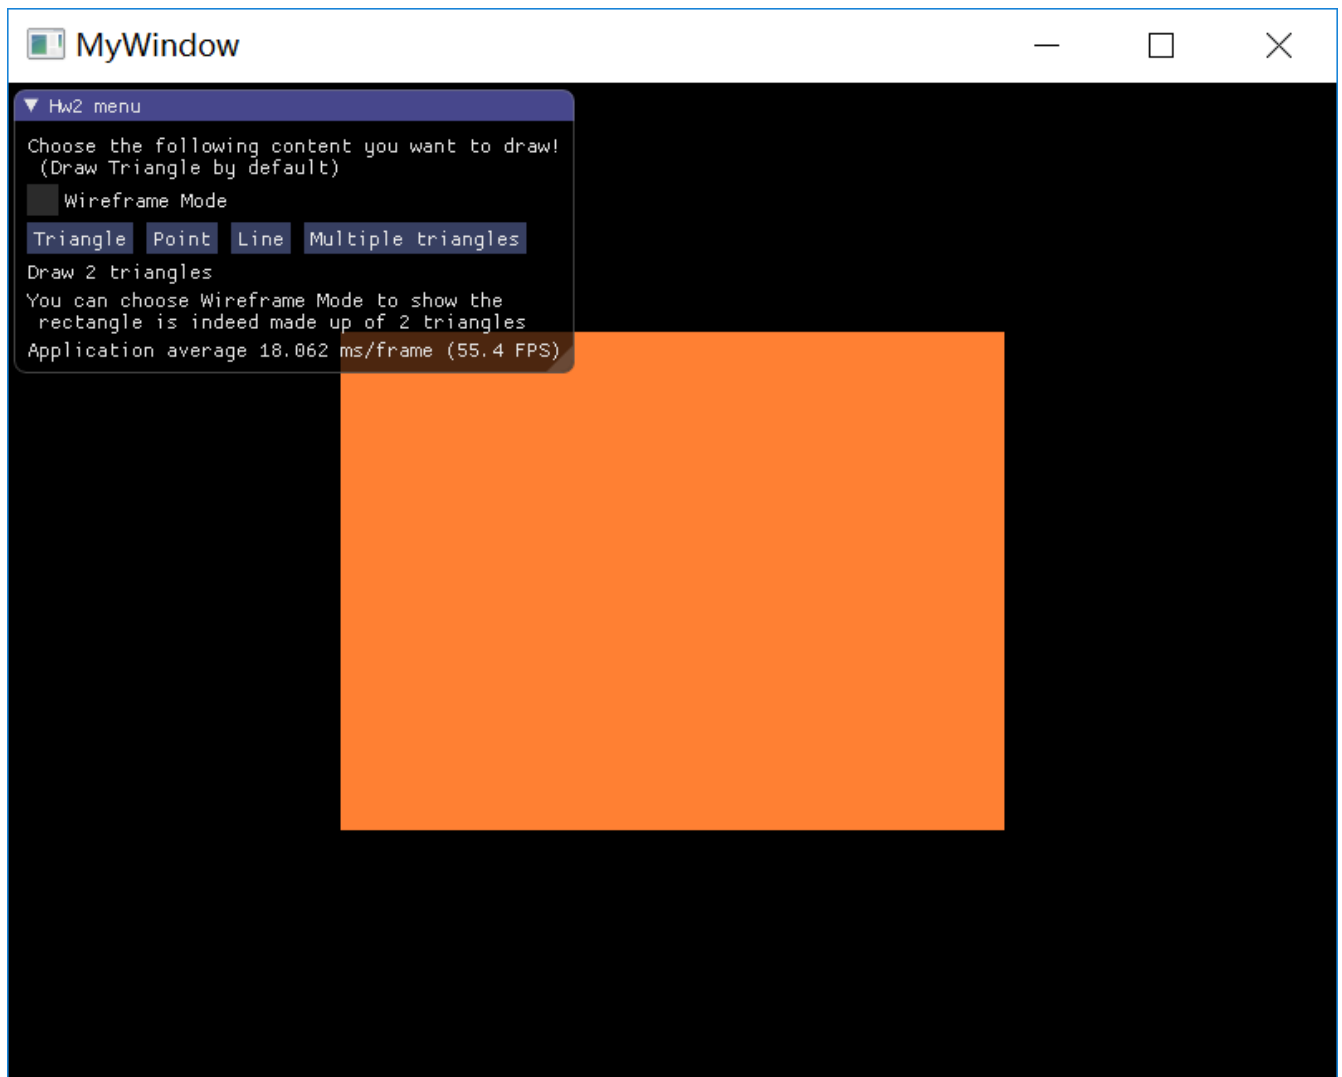 MyWindow
Hw2 menu
Choose the following content you want to draw!
(Draw Triangle by default)
Wireframe Mode
Triangle Point Line Multiple triangles
Draw 2 triangles
You can choose Wireframe Mode to show the
rectangle is indeed made up of 2 triangles
Application average 18.062 ms/frame (55.4 FPS)